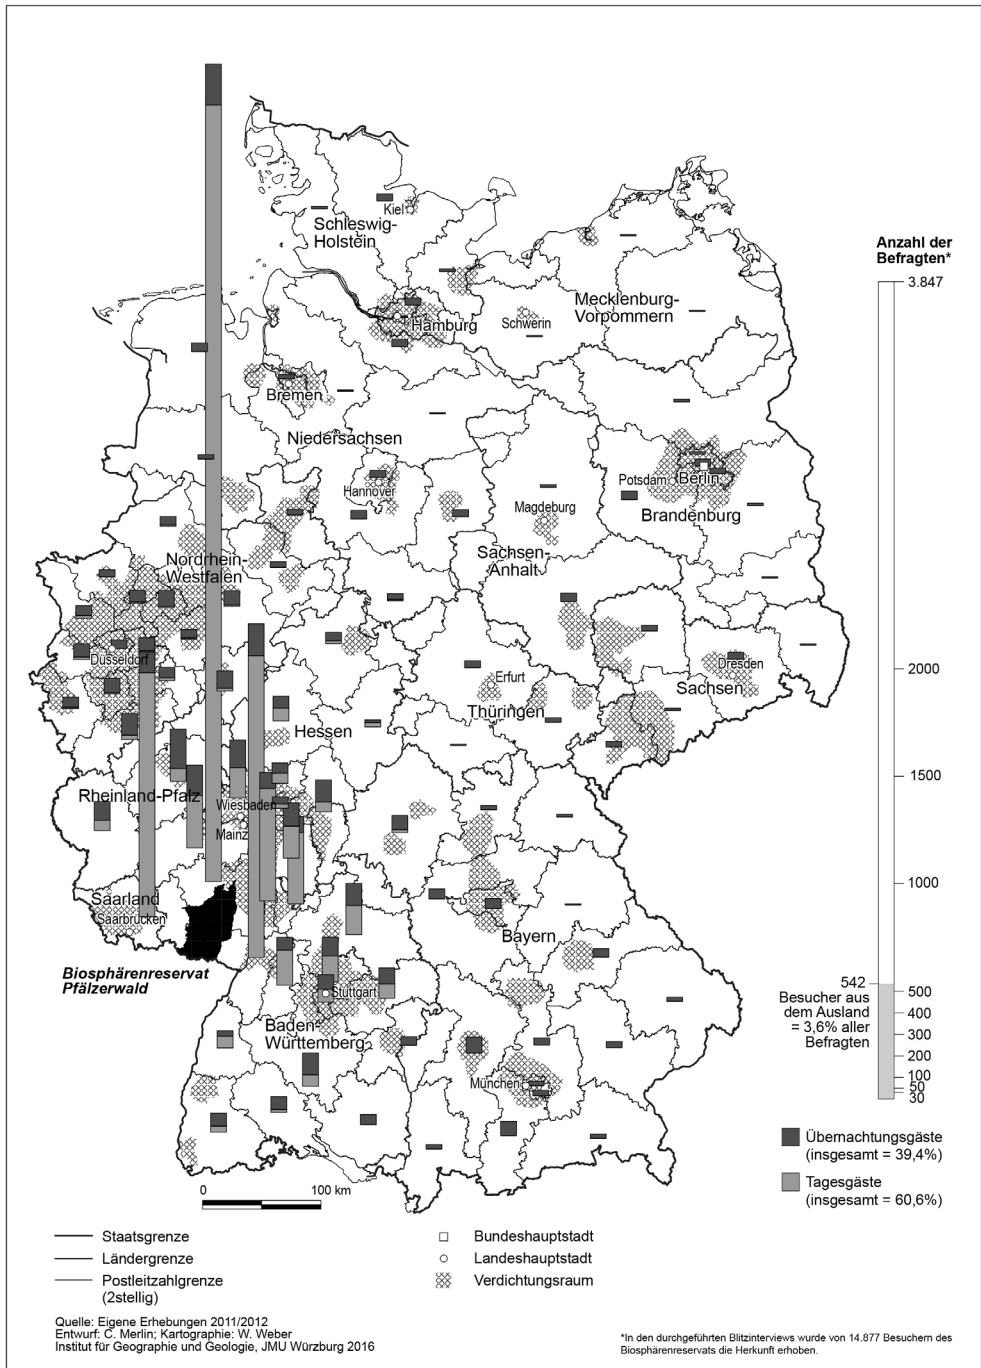 Kiel
Schleswig-
Holstein
Anzahl der
Befragten*
3.847
Mecklenburg-
Vorpommern
Hamburg
Schwerin
Bremen
Niedersachsen
Hannover
Potsdam
Berlin
Magdeburg
Brandenburg
Nordrhein-
Westfalen
Sachsen-
Anhalt
Düsseldorf
Dresden
2000
Erfurt
Sachsen
Thüringen
Hessen
1500
Rheinland-Pfalz
Wiesbaden
Mainz
1000
Saarland
Saarbrücken
Bayern
Biosphärenreservat
Pfälzerwald
542
Besucher aus
dem Ausland
= 3,6% aller
Befragten
500
400
300
200
100
50
30
Stuttgart
Baden-
Württemberg
München
Übernachtungsgäste
(insgesamt = 39,4%)
Tagesgäste
(insgesamt = 60,6%)
0 100 km
Staatsgrenze
Ländergrenze
Postleitzahlgrenze
(2stellig)
Bundeshauptstadt
Landeshauptstadt
Verdichtungsraum
Quelle: Eigene Erhebungen 2011/2012
Entwurf: C. Merlin; Kartographie: W. Weber
Institut für Geographie und Geologie, JMU Würzburg 2016
*In den durchgeführten Blitzinterviews wurde von 14.877 Besuchern des
Biosphärenreservats die Herkunft erhoben.